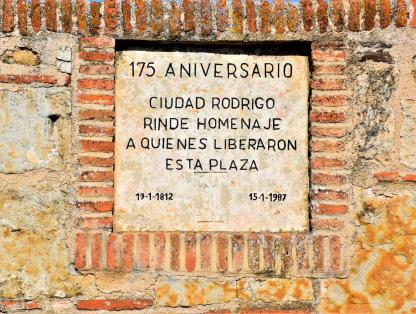 175 ANIVERSARIO
CIUDAD RODRIGO
RINDE HOMENAJE
A QUIENES LIBERARON
ESTA PLAZA
19-1-1812 15-1-1987